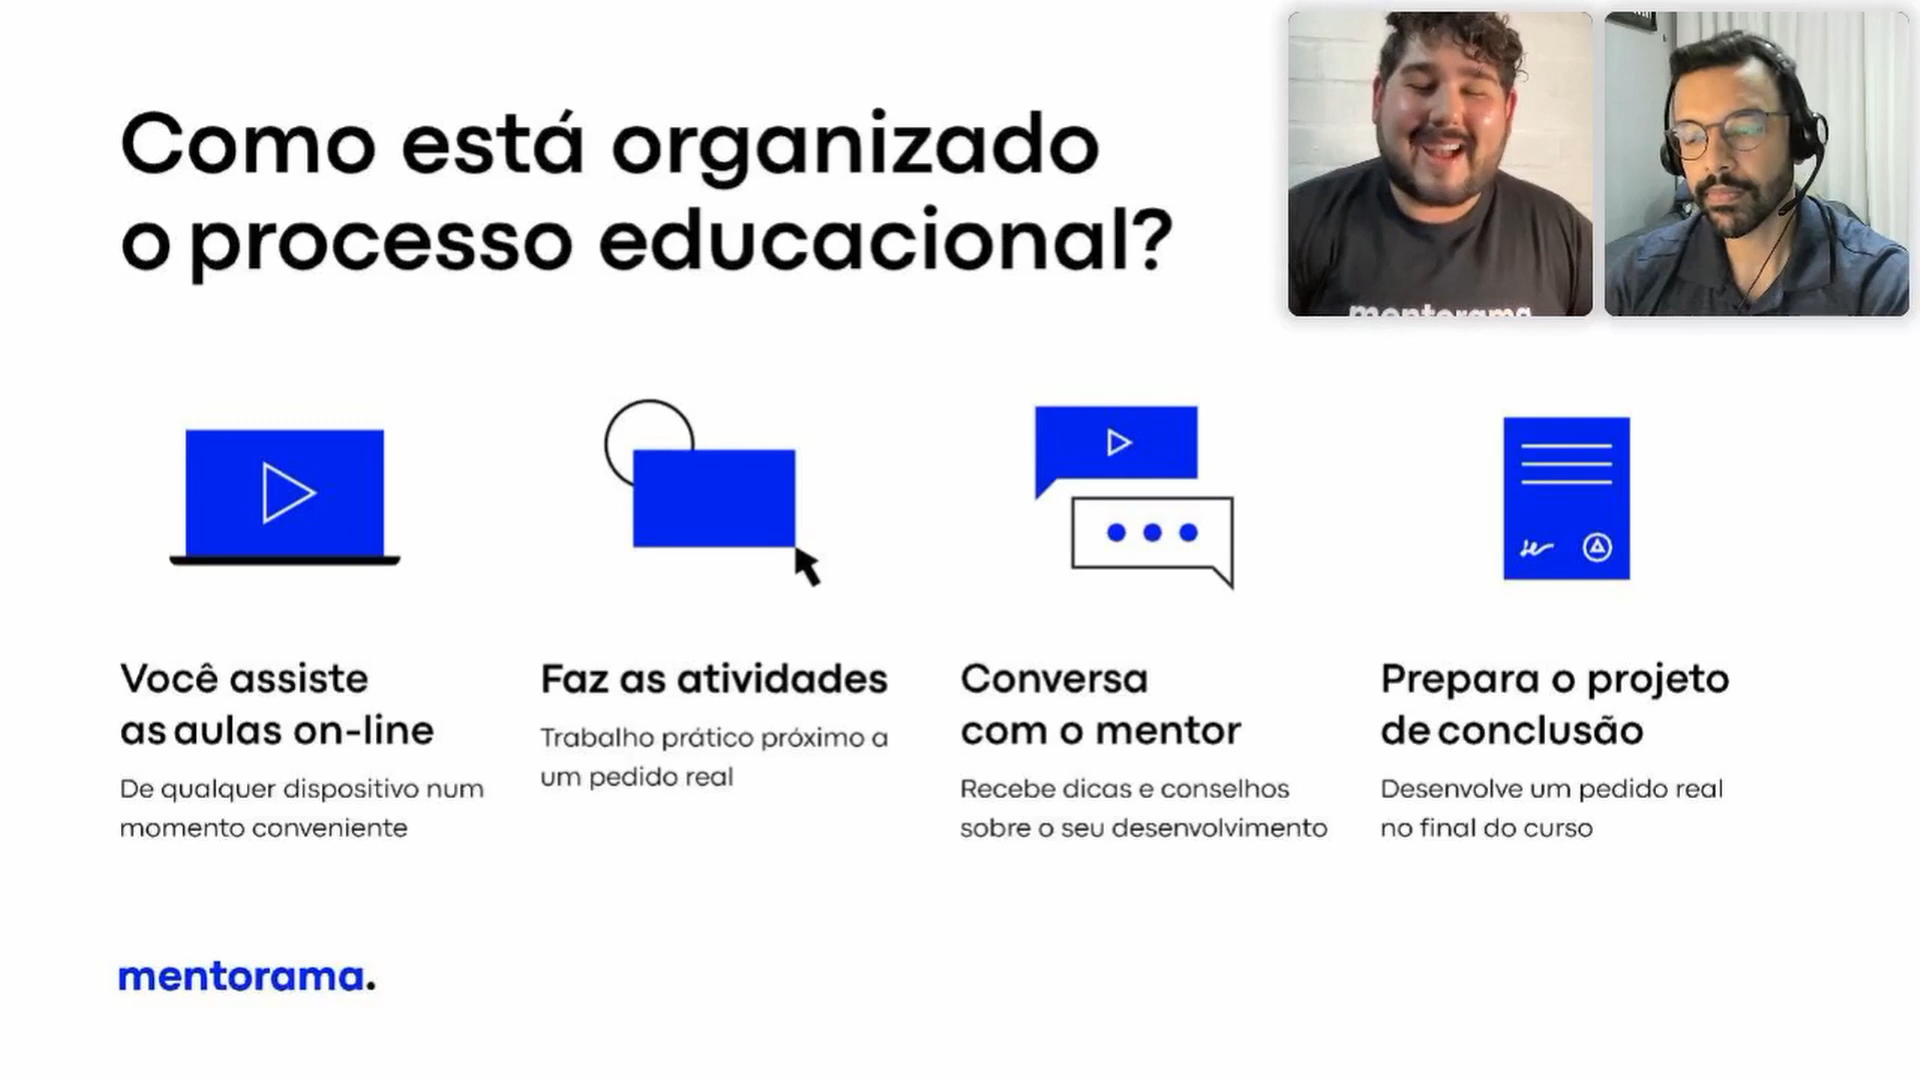 Como está organizado
o processo educacional?
mentorama
Você assiste
as aulas on-line
De qualquer dispositivo num
momento conveniente
Faz as atividades
Trabalho prático próximo a
um pedido real
Conversa
com o mentor
Recebe dicas e conselhos
sobre o seu desenvolvimento
Prepara o projeto
de conclusão
Desenvolve um pedido real
no final do curso
mentorama.